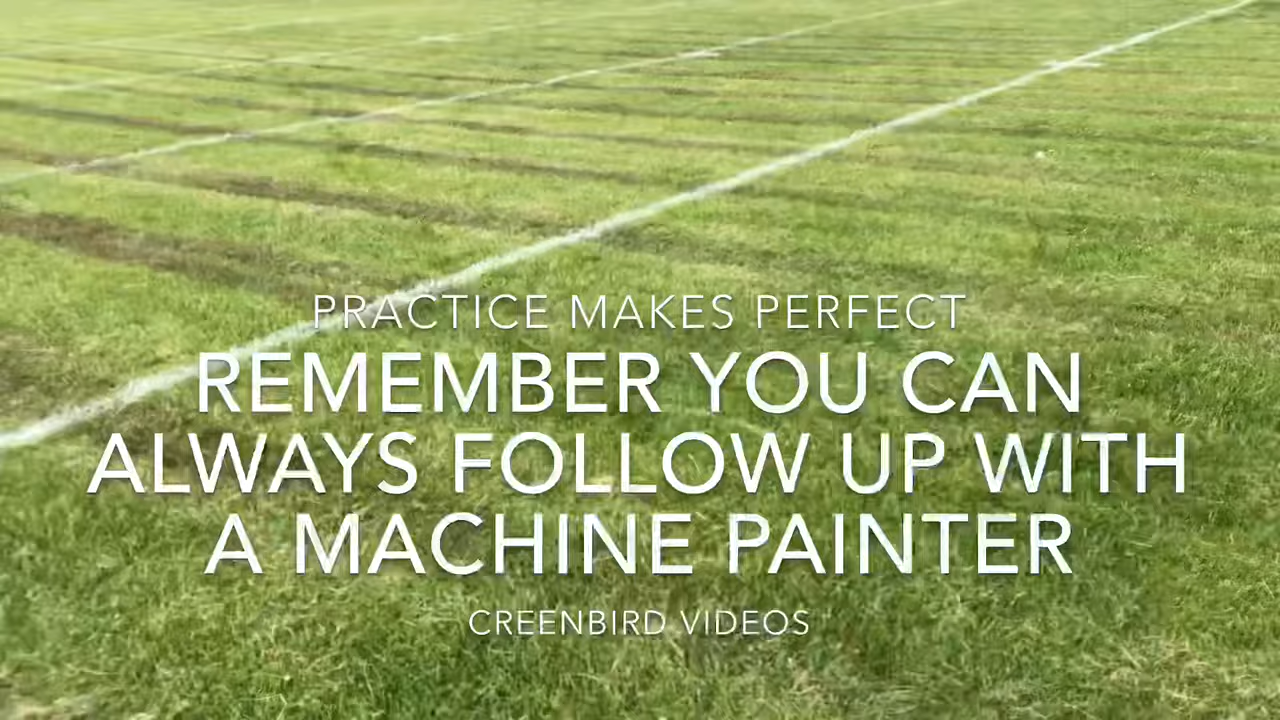 PRACTICE MAKES PERFECT
REMEMBER YOU CAN
ALWAYS FOLLOW UP WITH
A MACHINE PAINTER
CREENBIRD VIDEOS